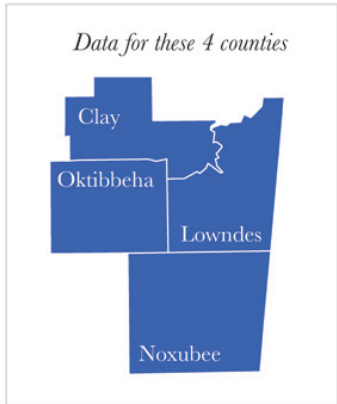 Data for these 4 counties
Clay
Oktibbeha
Lowndes
Noxubee